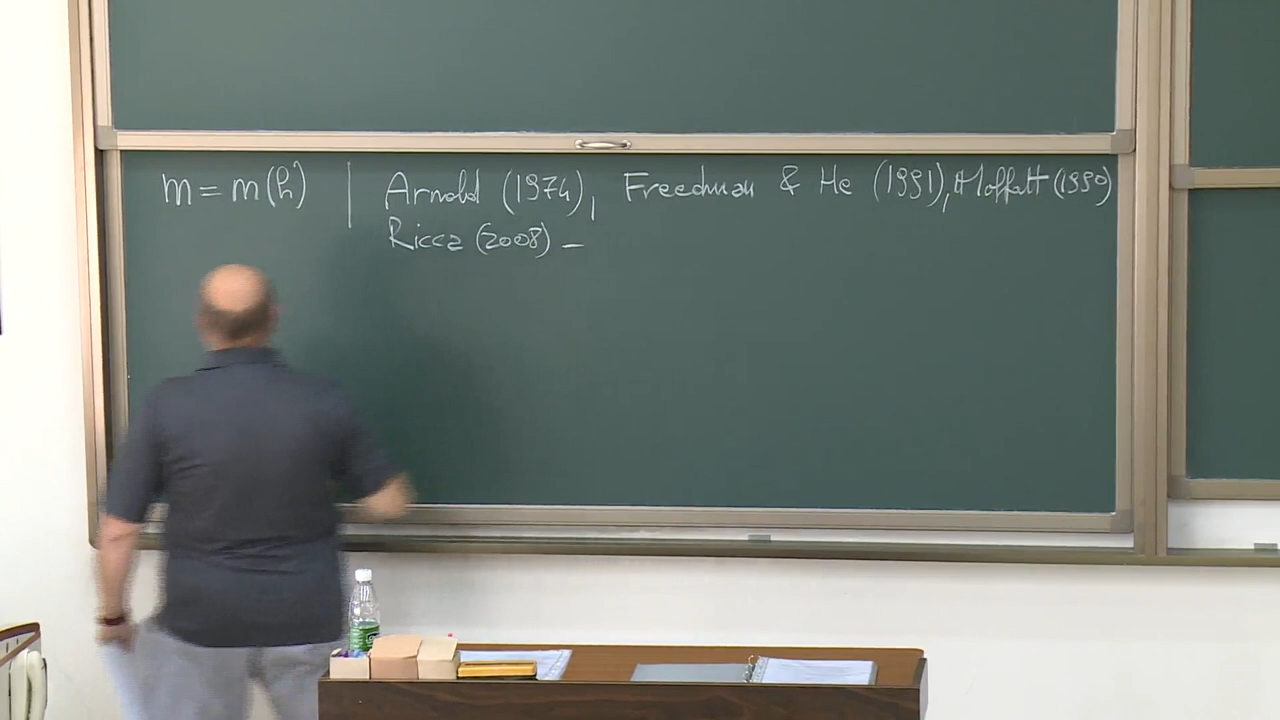 m = m(h) | Arnold (1974), Freedman & He (1991), Moffatt (1990)
Ricca (2008) –